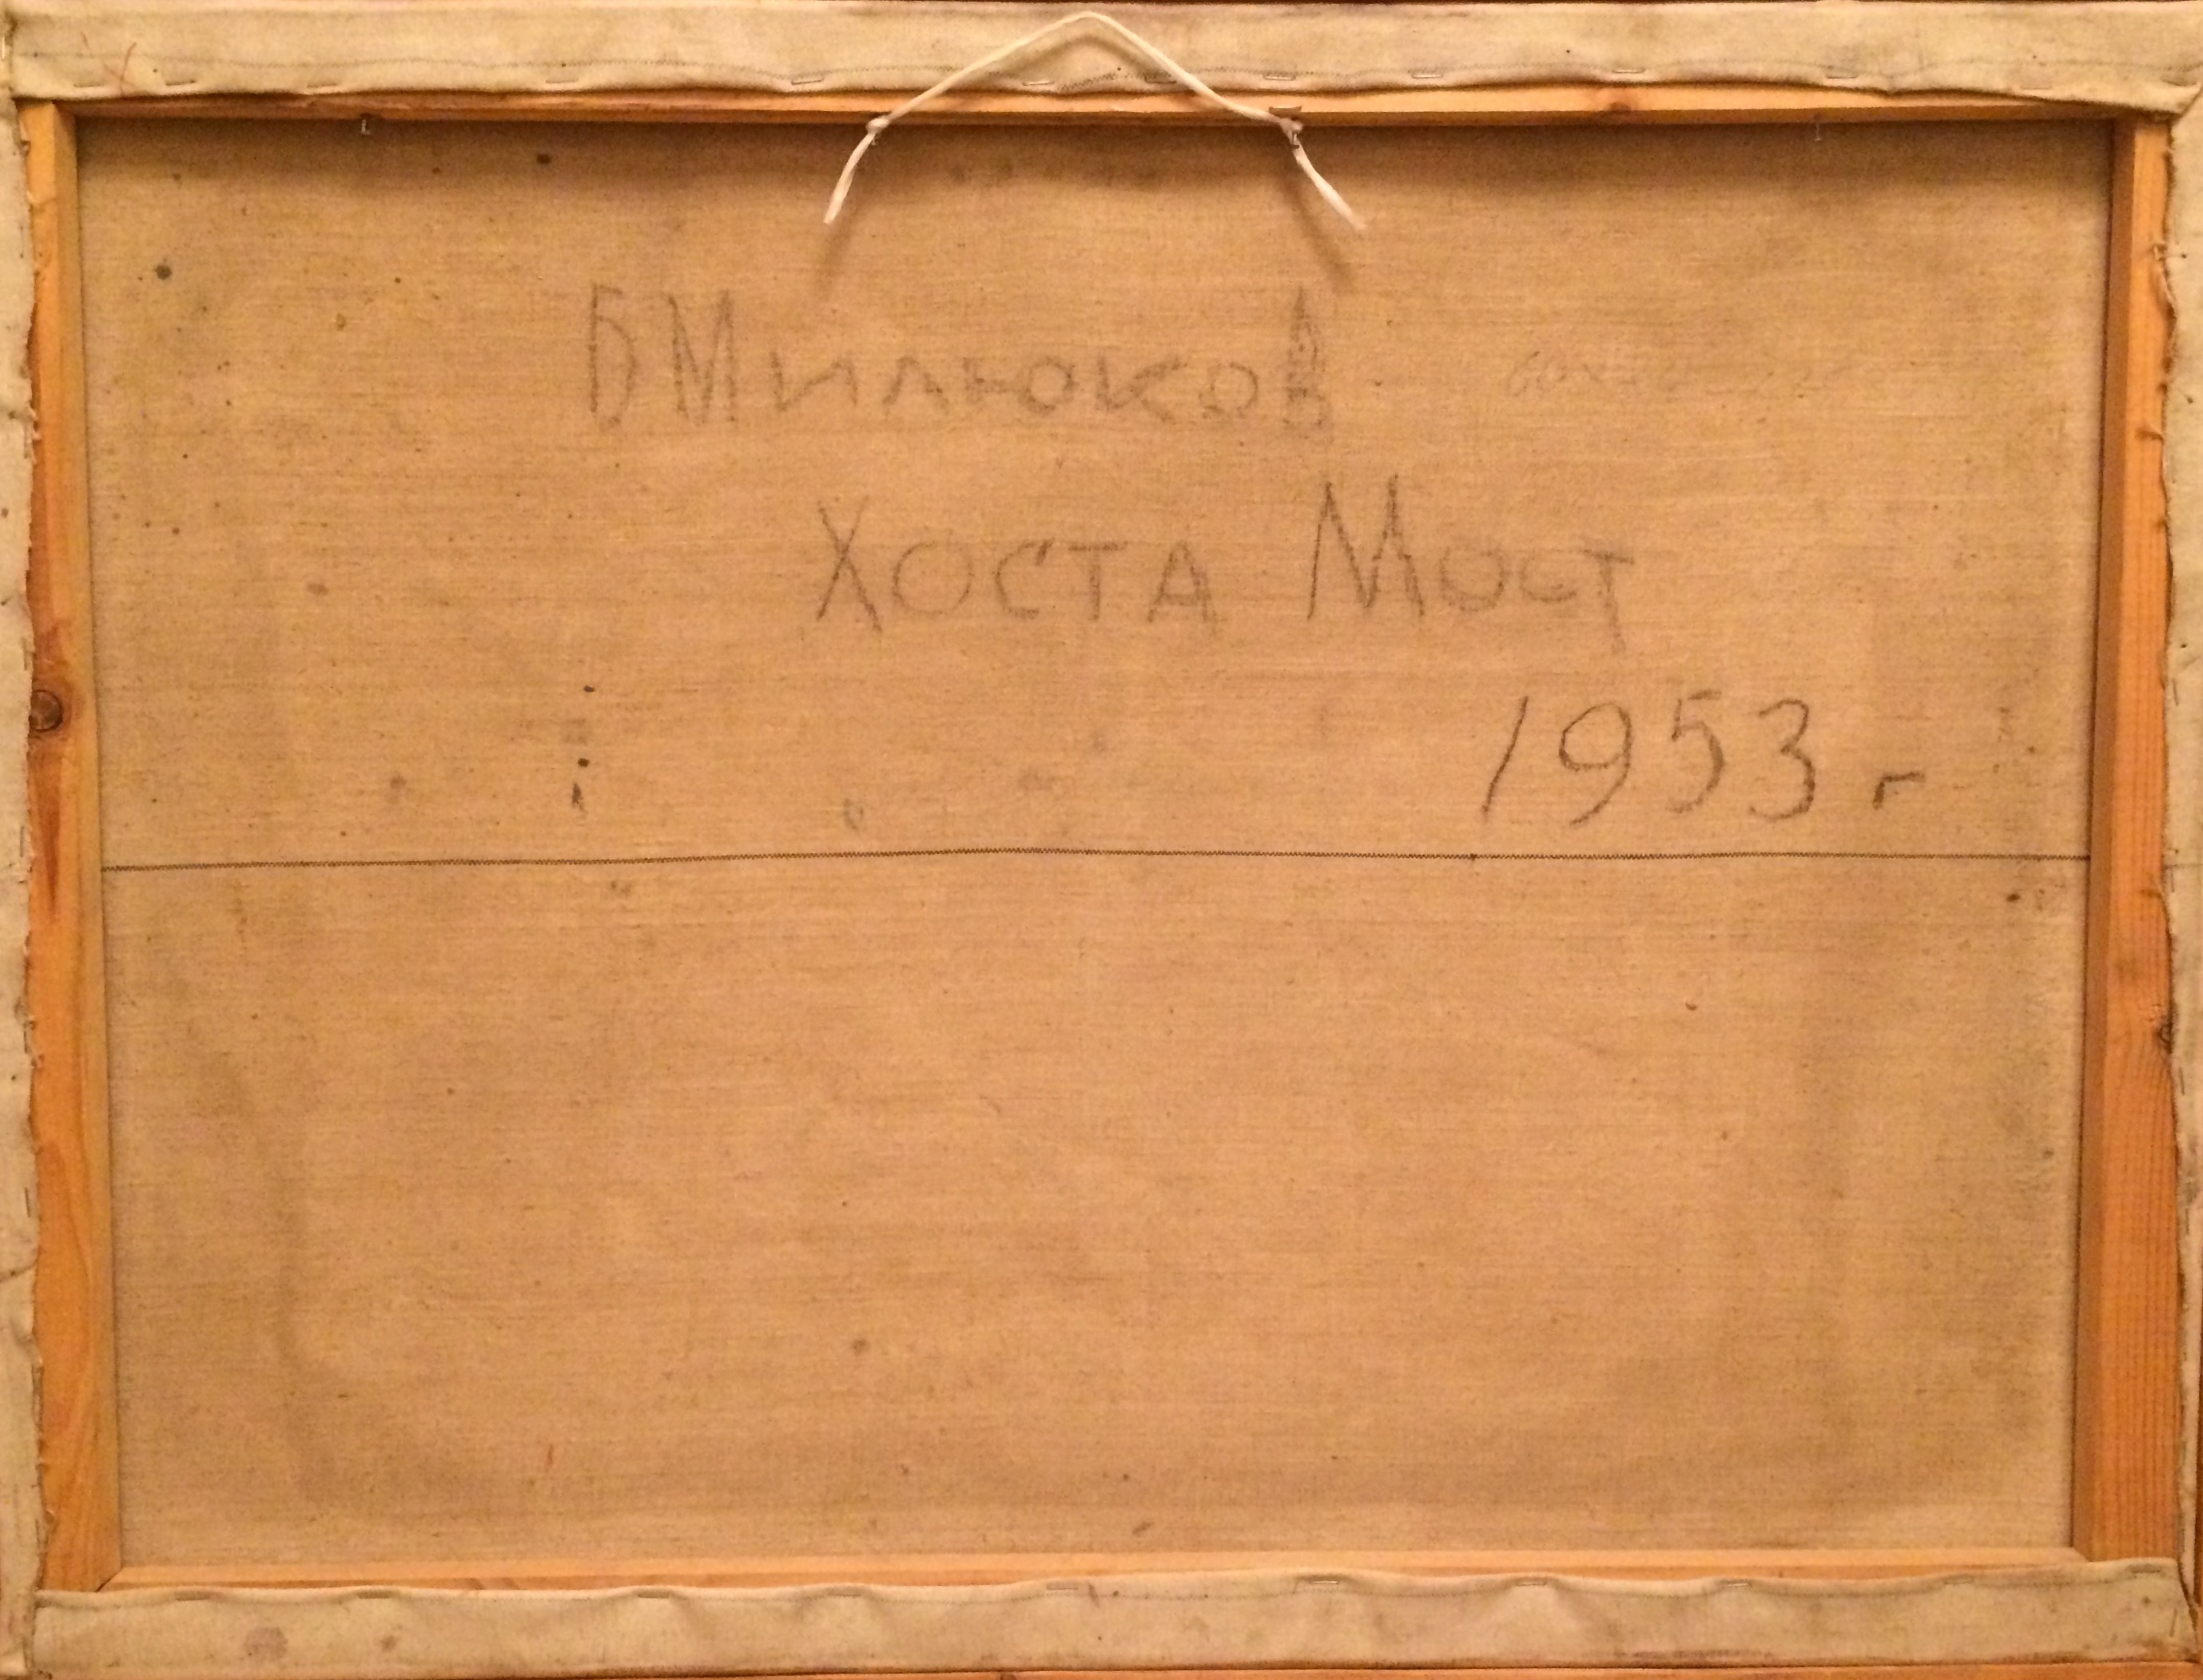 Б Милюков
Хоста Мост
1953 г